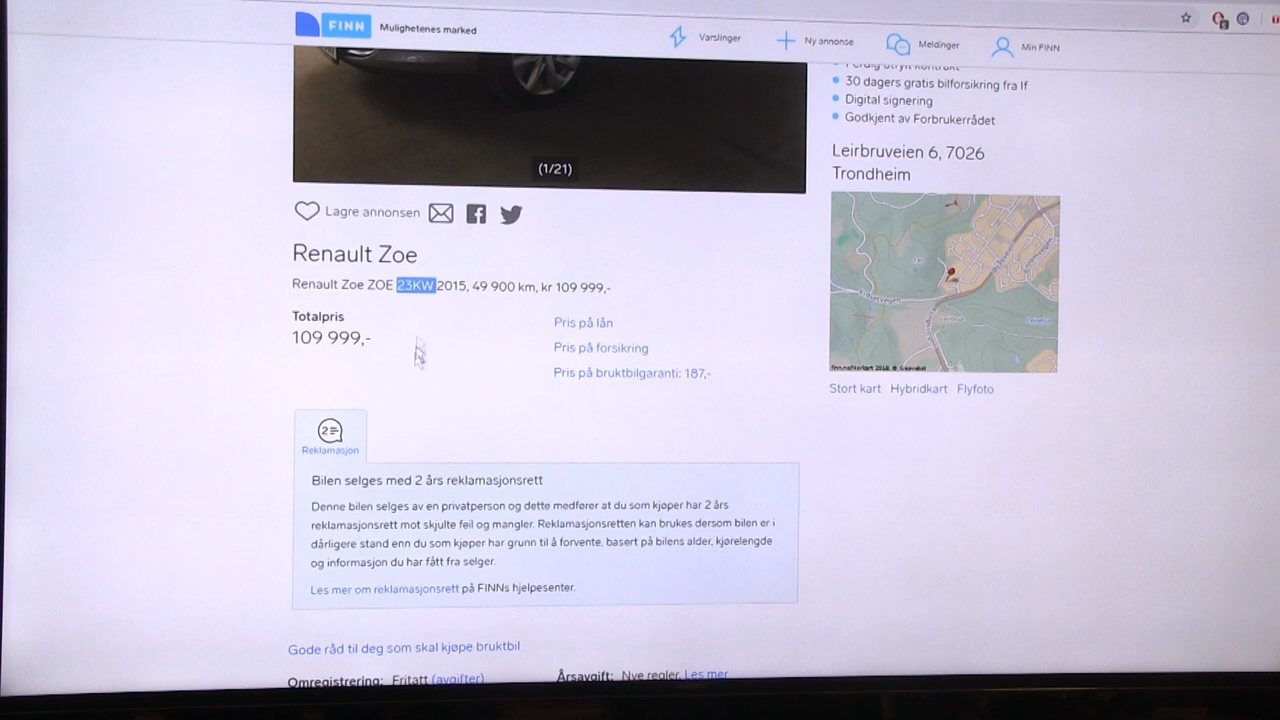 FINN Mulighetenes marked
Varslinger
Ny annonse
Meldinger
Min FINN
(1/21)
Lagre annonsen
Renault Zoe
Renault Zoe ZOE 23KW 2015, 49 900 km, kr 109 999,-
Totalpris
109 999,-
Pris på lån
Pris på forsikring
Pris på bruktbilgaranti: 187,-
Reklamasjon
Bilen selges med 2 års reklamasjonsrett
Denne bilen selges av en privatperson og dette medfører at du som kjøper har 2 års
reklamasjonsrett mot skjulte feil og mangler. Reklamasjonsretten kan brukes dersom bilen er i
dårligere stand enn du som kjøper har grunn til å forvente, basert på bilens alder, kjørelengde
og informasjon du har fått fra selger.
Les mer om reklamasjonsrett på FINNs hjelpesenter.
Gode råd til deg som skal kjøpe bruktbil
Omregistrering: Fritatt (avgifter)
Årsavgift: Nye regler. Les mer
30 dagers gratis bilforsikring fra If
Digital signering
Godkjent av Forbrukerrådet
Leirbruveien 6, 7026
Trondheim
Stort kart Hybridkart Flyfoto